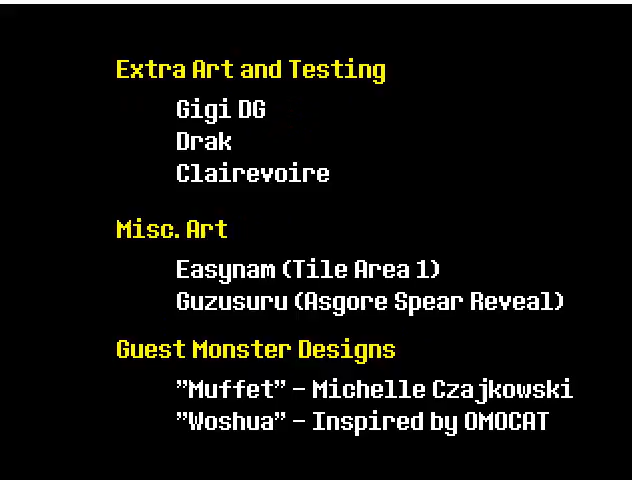 Extra Art and Testing
Gigi DG
Drak
Clairevoire
Misc. Art
Easynam (Tile Area 1)
Guzusuru (Asgore Spear Reveal)
Guest Monster Designs
"Muffet" - Michelle Czajkowski
"Woshua" - Inspired by OMOCAT